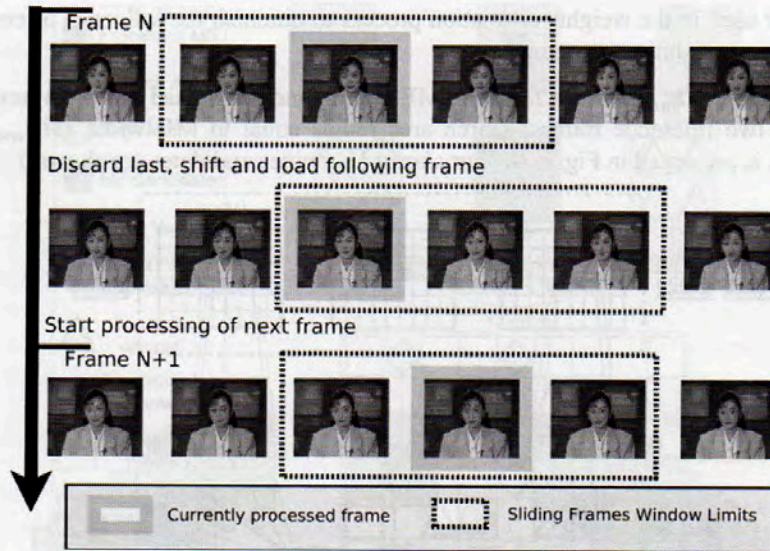 Frame N
Discard last, shift and load following frame
Start processing of next frame
Frame N+1
Currently processed frame
Sliding Frames Window Limits